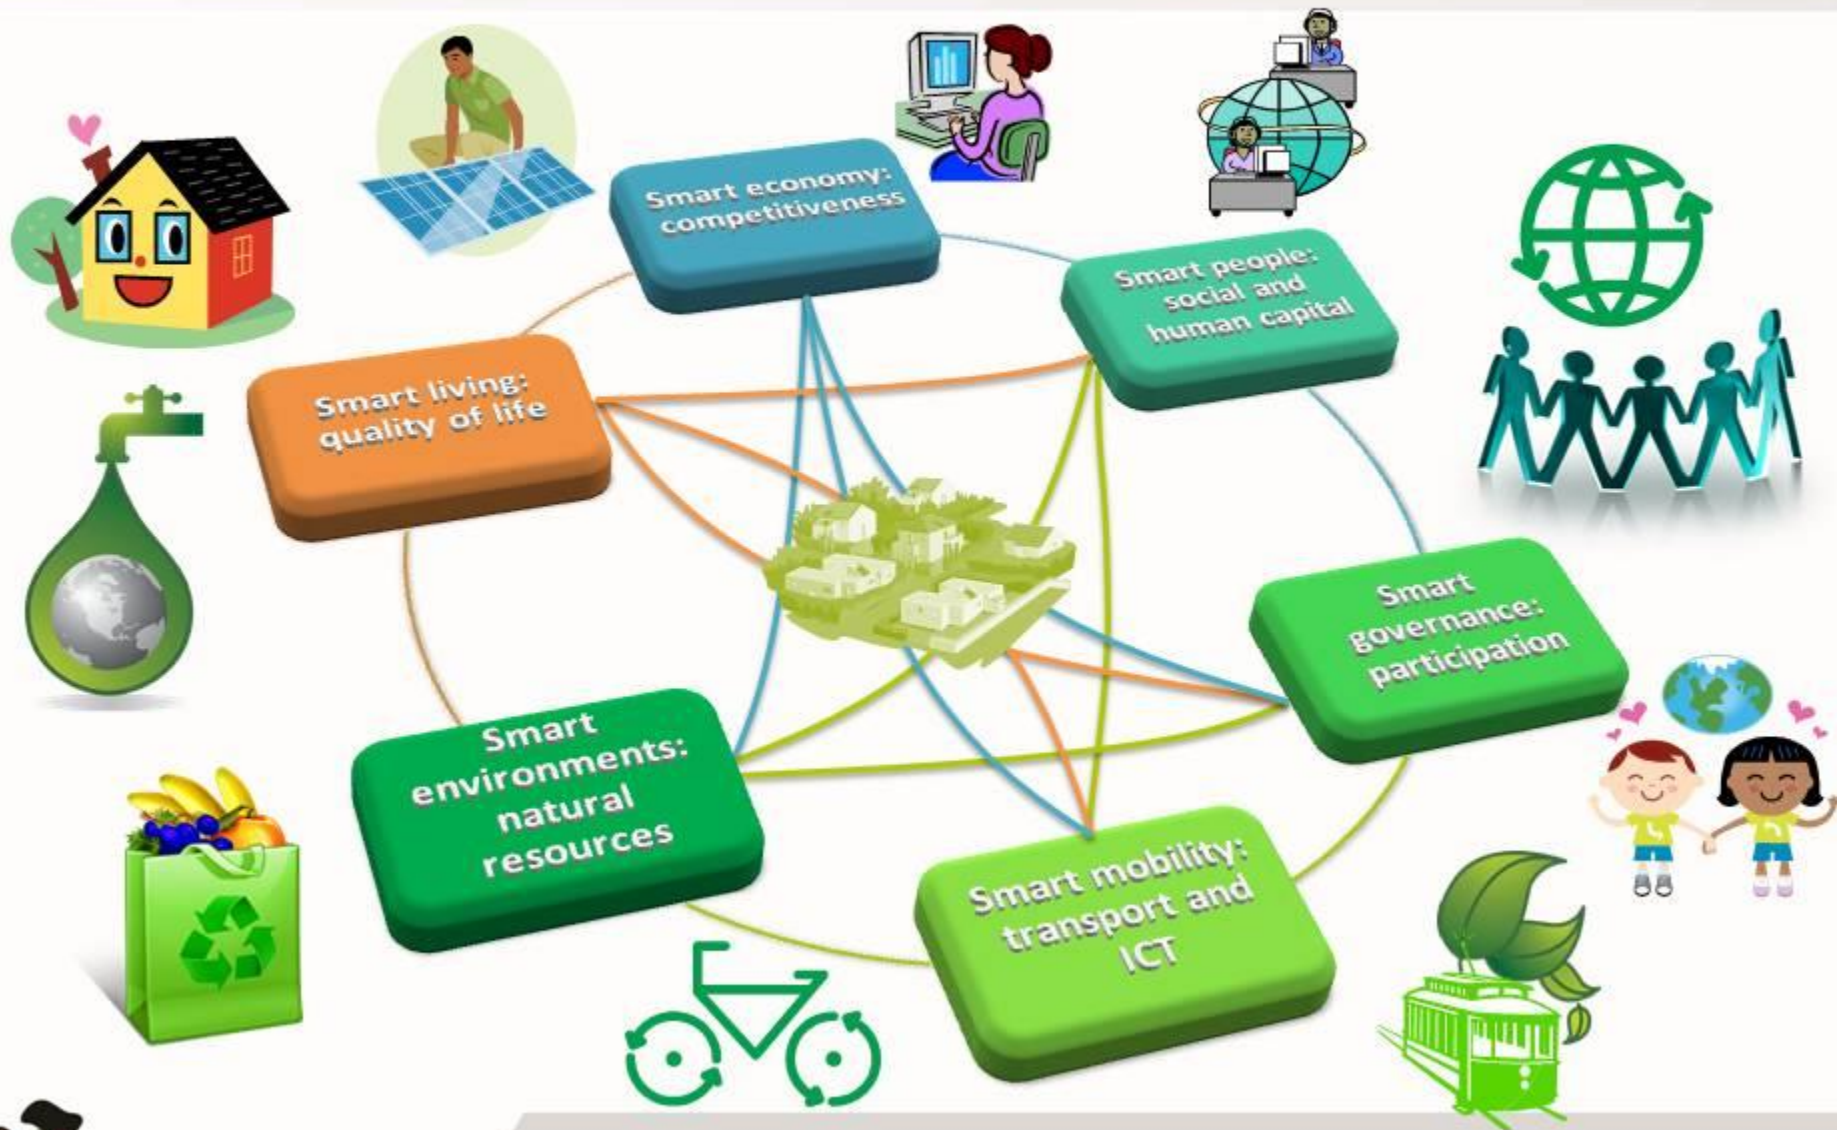 Smart economy:
competitiveness
Smart people:
social and
human capital
Smart living:
quality of life
Smart
governance:
participation
Smart
environments:
natural
resources
Smart mobility:
transport and
ICT